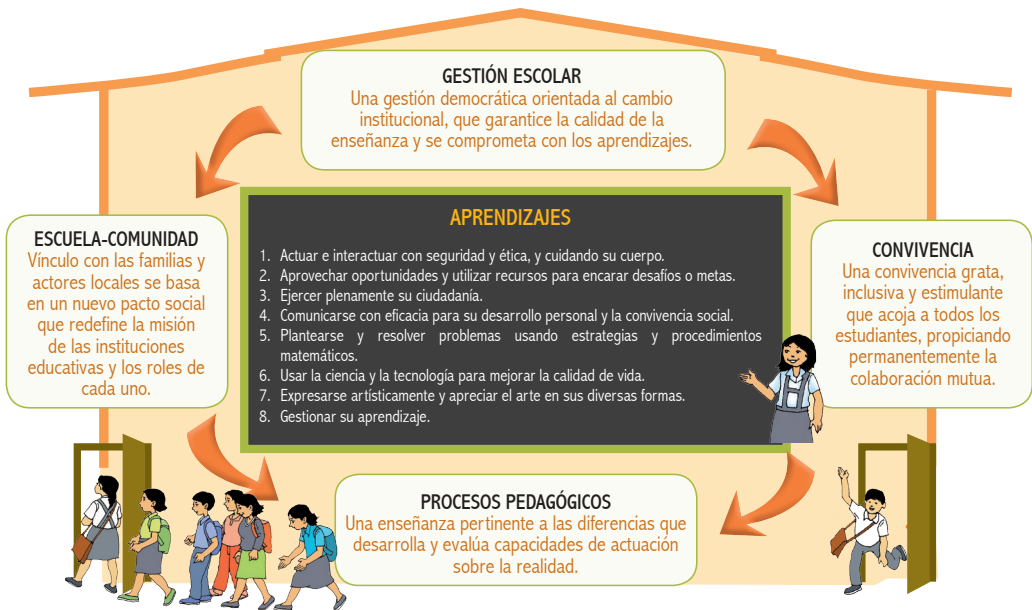 GESTIÓN ESCOLAR
Una gestión democrática orientada al cambio
institucional, que garantice la calidad de la
enseñanza y se comprometa con los aprendizajes.
ESCUELA-COMUNIDAD
Vínculo con las familias y
actores locales se basa
en un nuevo pacto social
que redefine la misión
de las instituciones
educativas y los roles de
cada uno.
APRENDIZAJES
1. Actuar e interactuar con seguridad y ética, y cuidando su cuerpo.
2. Aprovechar oportunidades y utilizar recursos para encarar desafíos o metas.
3. Ejercer plenamente su ciudadanía.
4. Comunicarse con eficacia para su desarrollo personal y la convivencia social.
5. Plantearse y resolver problemas usando estrategias y procedimientos
matemáticos.
6. Usar la ciencia y la tecnología para mejorar la calidad de vida.
7. Expresarse artísticamente y apreciar el arte en sus diversas formas.
8. Gestionar su aprendizaje.
CONVIVENCIA
Una convivencia grata,
inclusiva y estimulante
que acoja a todos los
estudiantes, propiciando
permanentemente la
colaboración mutua.
PROCESOS PEDAGÓGICOS
Una enseñanza pertinente a las diferencias que
desarrolla y evalúa capacidades de actuación
sobre la realidad.